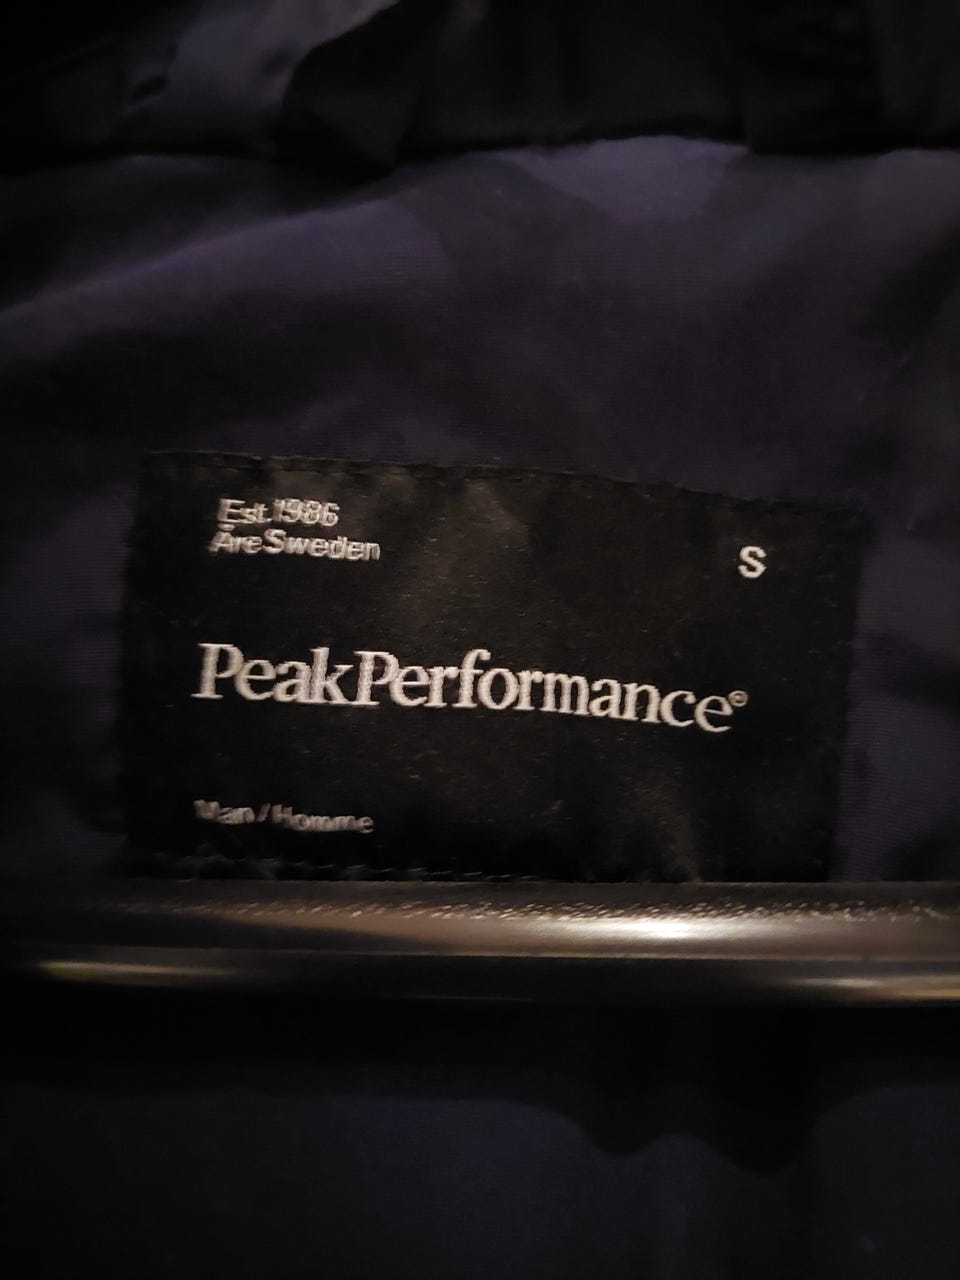 Est. 1986
Åre Sweden
S
PeakPerformance®
Man / Homme